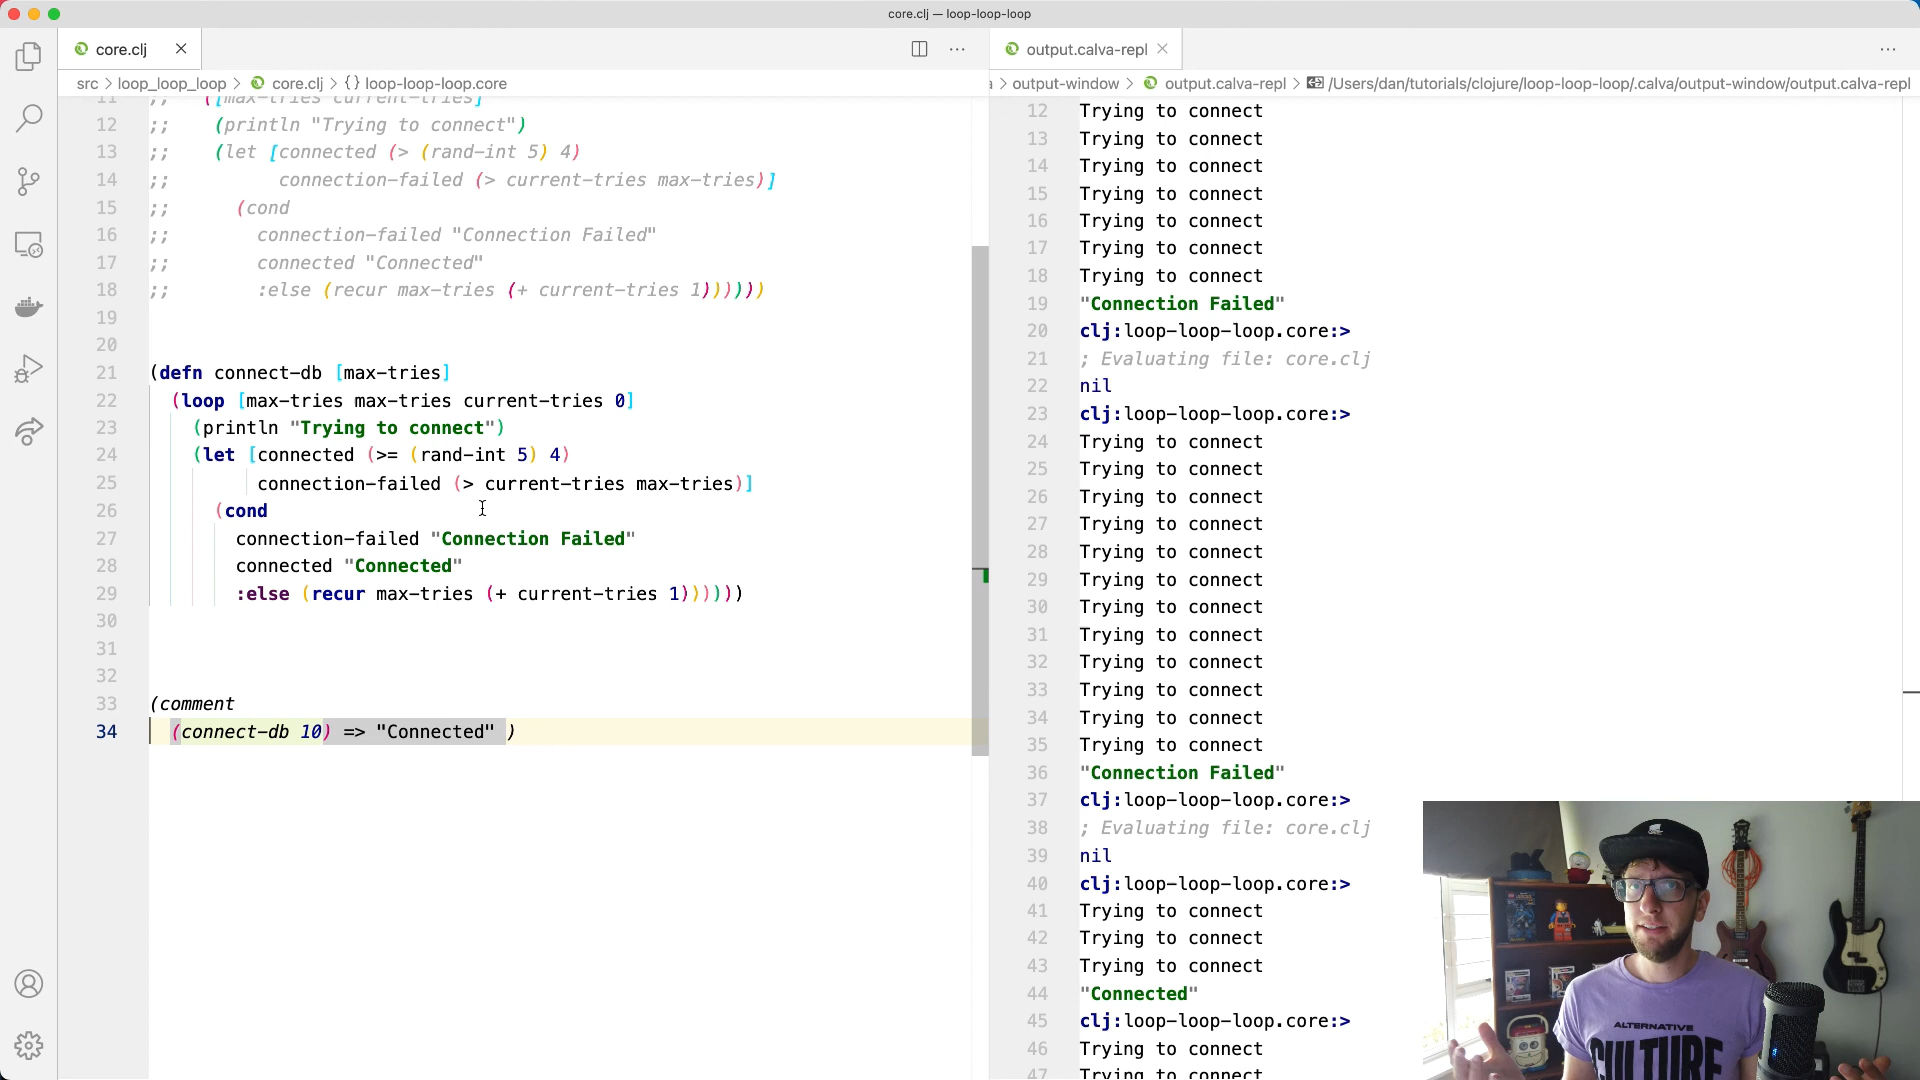 core.clj — loop-loop-loop
core.clj
output.calva-repl
src > loop_loop_loop > core.clj > {} loop-loop-loop.core
> output-window > output.calva-repl > /Users/dan/tutorials/clojure/loop-loop-loop/.calva/output-window/output.calva-repl
11 ;; ([max-tries current-tries]
12 ;; (println "Trying to connect")
13 ;; (let [connected (> (rand-int 5) 4)
14 ;; connection-failed (> current-tries max-tries)]
15 ;; (cond
16 ;; connection-failed "Connection Failed"
17 ;; connected "Connected"
18 ;; :else (recur max-tries (+ current-tries 1))))))
19
20
21 (defn connect-db [max-tries]
22 (loop [max-tries max-tries current-tries 0]
23 (println "Trying to connect")
24 (let [connected (>= (rand-int 5) 4)
25 connection-failed (> current-tries max-tries)]
26 (cond
27 connection-failed "Connection Failed"
28 connected "Connected"
29 :else (recur max-tries (+ current-tries 1))))))
30
31
32
33 (comment
34 (connect-db 10) => "Connected" )
12 Trying to connect
13 Trying to connect
14 Trying to connect
15 Trying to connect
16 Trying to connect
17 Trying to connect
18 Trying to connect
19 "Connection Failed"
20 clj:loop-loop-loop.core:>
21 ; Evaluating file: core.clj
22 nil
23 clj:loop-loop-loop.core:>
24 Trying to connect
25 Trying to connect
26 Trying to connect
27 Trying to connect
28 Trying to connect
29 Trying to connect
30 Trying to connect
31 Trying to connect
32 Trying to connect
33 Trying to connect
34 Trying to connect
35 Trying to connect
36 "Connection Failed"
37 clj:loop-loop-loop.core:>
38 ; Evaluating file: core.clj
39 nil
40 clj:loop-loop-loop.core:>
41 Trying to connect
42 Trying to connect
43 Trying to connect
44 "Connected"
45 clj:loop-loop-loop.core:>
46 Trying to connect
47 Trying to connect
ALTERNATIVE
CULTURE